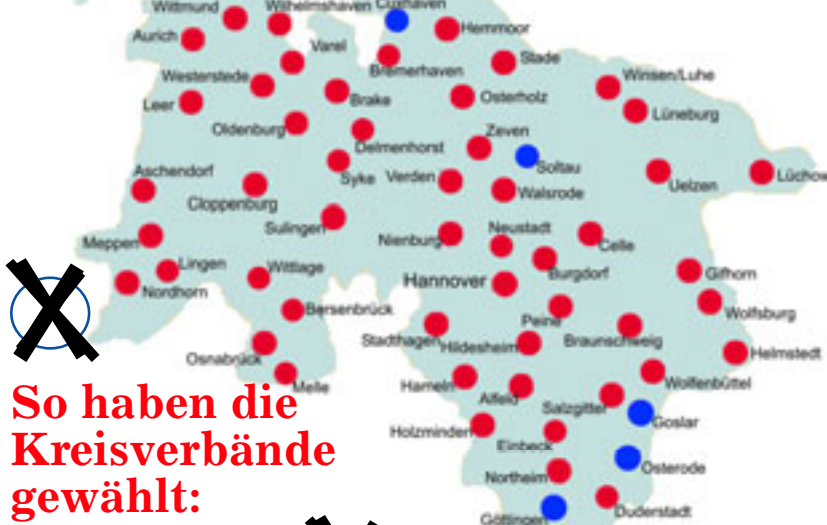 Wittmund
Wilhelmshaven
Cuxhaven
Aurich
Hemmoor
Varel
Stade
Bremerhaven
Westerstede
Winsen/Luhe
Leer
Brake
Osterholz
Lüneburg
Oldenburg
Zeven
Delmenhorst
Soltau
Aschendorf
Syke
Verden
Uelzen
Lüchow
Walsrode
Cloppenburg
Sulingen
Neustadt
Nienburg
Celle
Meppen
Lingen
Wittlage
Burgdorf
Gifhorn
Hannover
Nordhorn
Bersenbrück
Wolfsburg
Peine
Stadthagen
Hildesheim
Braunschweig
Helmstedt
Osnabrück
Melle
Hameln
Wolfenbüttel
Alfeld
Salzgitter
Goslar
Holzminden
Einbeck
Osterode
Northeim
Duderstadt
Göttingen
So haben die
Kreisverbände
gewählt: